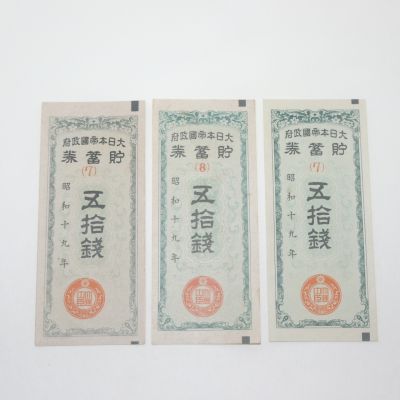 大日本帝國政府
貯蓄券
(7)
五拾錢
昭和十九年
大日本帝國政府
貯蓄券
(8)
五拾錢
昭和十九年
大日本帝國政府
貯蓄券
(7)
五拾錢
昭和十九年